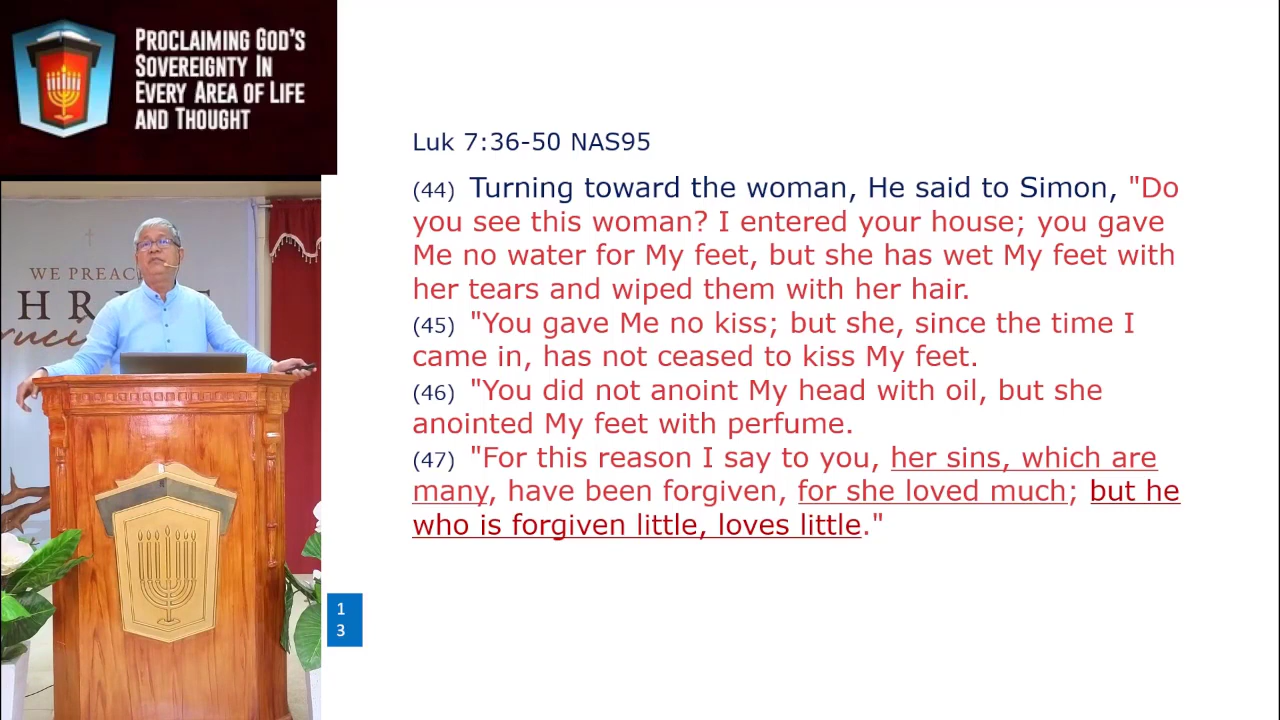 PROCLAIMING GOD'S
SOVEREIGNTY IN
EVERY AREA OF LIFE
AND THOUGHT
WE PREACH
Luk 7:36-50 NAS95
(44) Turning toward the woman, He said to Simon, "Do
you see this woman? I entered your house; you gave
Me no water for My feet, but she has wet My feet with
her tears and wiped them with her hair.
(45) "You gave Me no kiss; but she, since the time I
came in, has not ceased to kiss My feet.
(46) "You did not anoint My head with oil, but she
anointed My feet with perfume.
(47) "For this reason I say to you, her sins, which are
many, have been forgiven, for she loved much; but he
who is forgiven little, loves little."
1
3